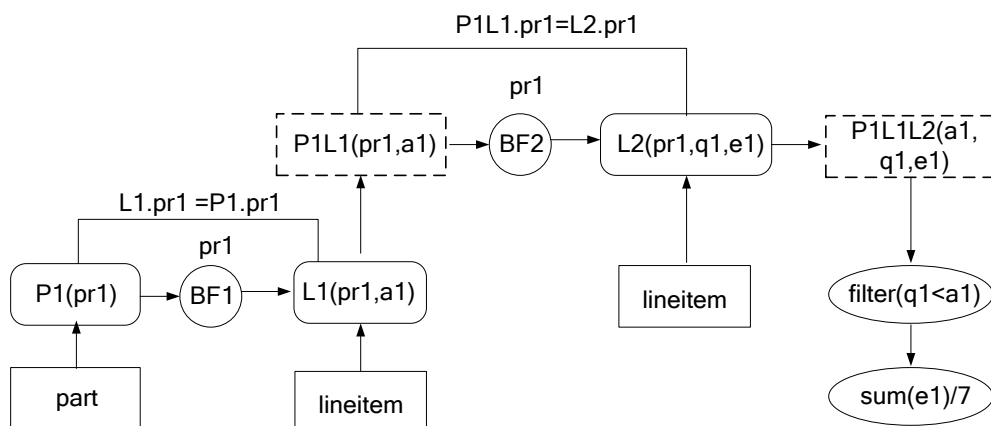 P1L1.pr1=L2.pr1
pr1
P1L1(pr1,a1)
BF2
L2(pr1,q1,e1)
P1L1L2(a1,
q1,e1)
L1.pr1 =P1.pr1
pr1
P1(pr1)
BF1
L1(pr1,a1)
lineitem
filter(q1<a1)
part
lineitem
sum(e1)/7